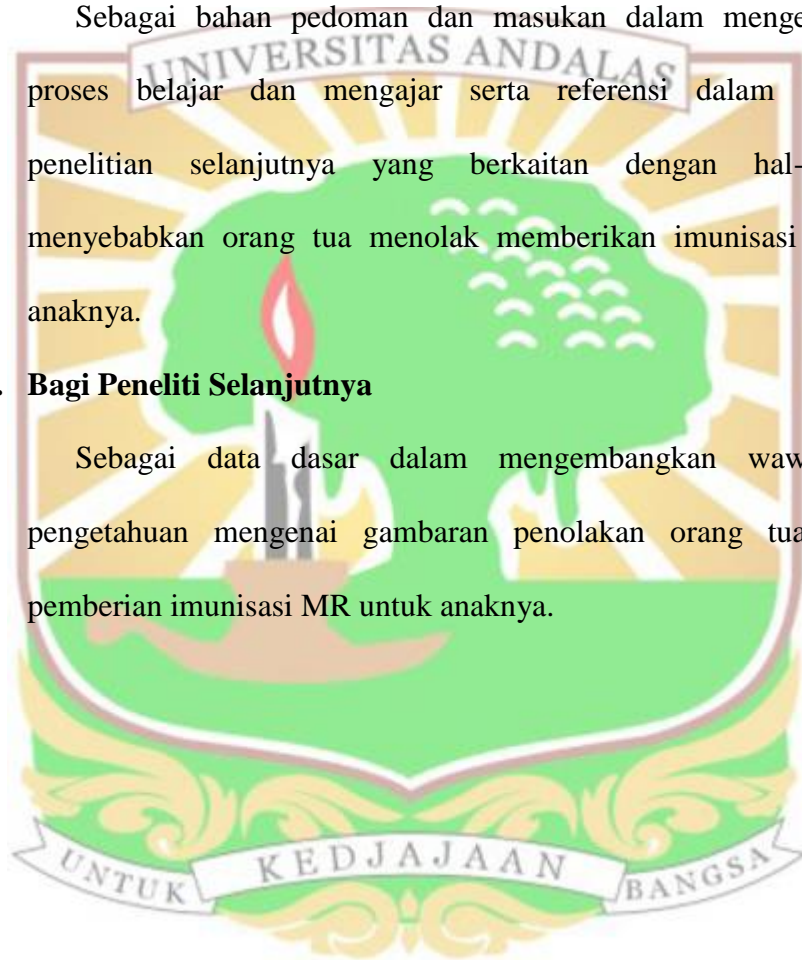 Sebagai bahan pedoman dan masukan dalam menge
UNIVERSITAS ANDALAS
proses belajar dan mengajar serta referensi dalam
penelitian selanjutnya yang berkaitan dengan hal-
menyebabkan orang tua menolak memberikan imunisasi
anaknya.
. Bagi Peneliti Selanjutnya
Sebagai data dasar dalam mengembangkan waw
pengetahuan mengenai gambaran penolakan orang tua
pemberian imunisasi MR untuk anaknya.
UNTUK KEDJAJAAN BANGSA